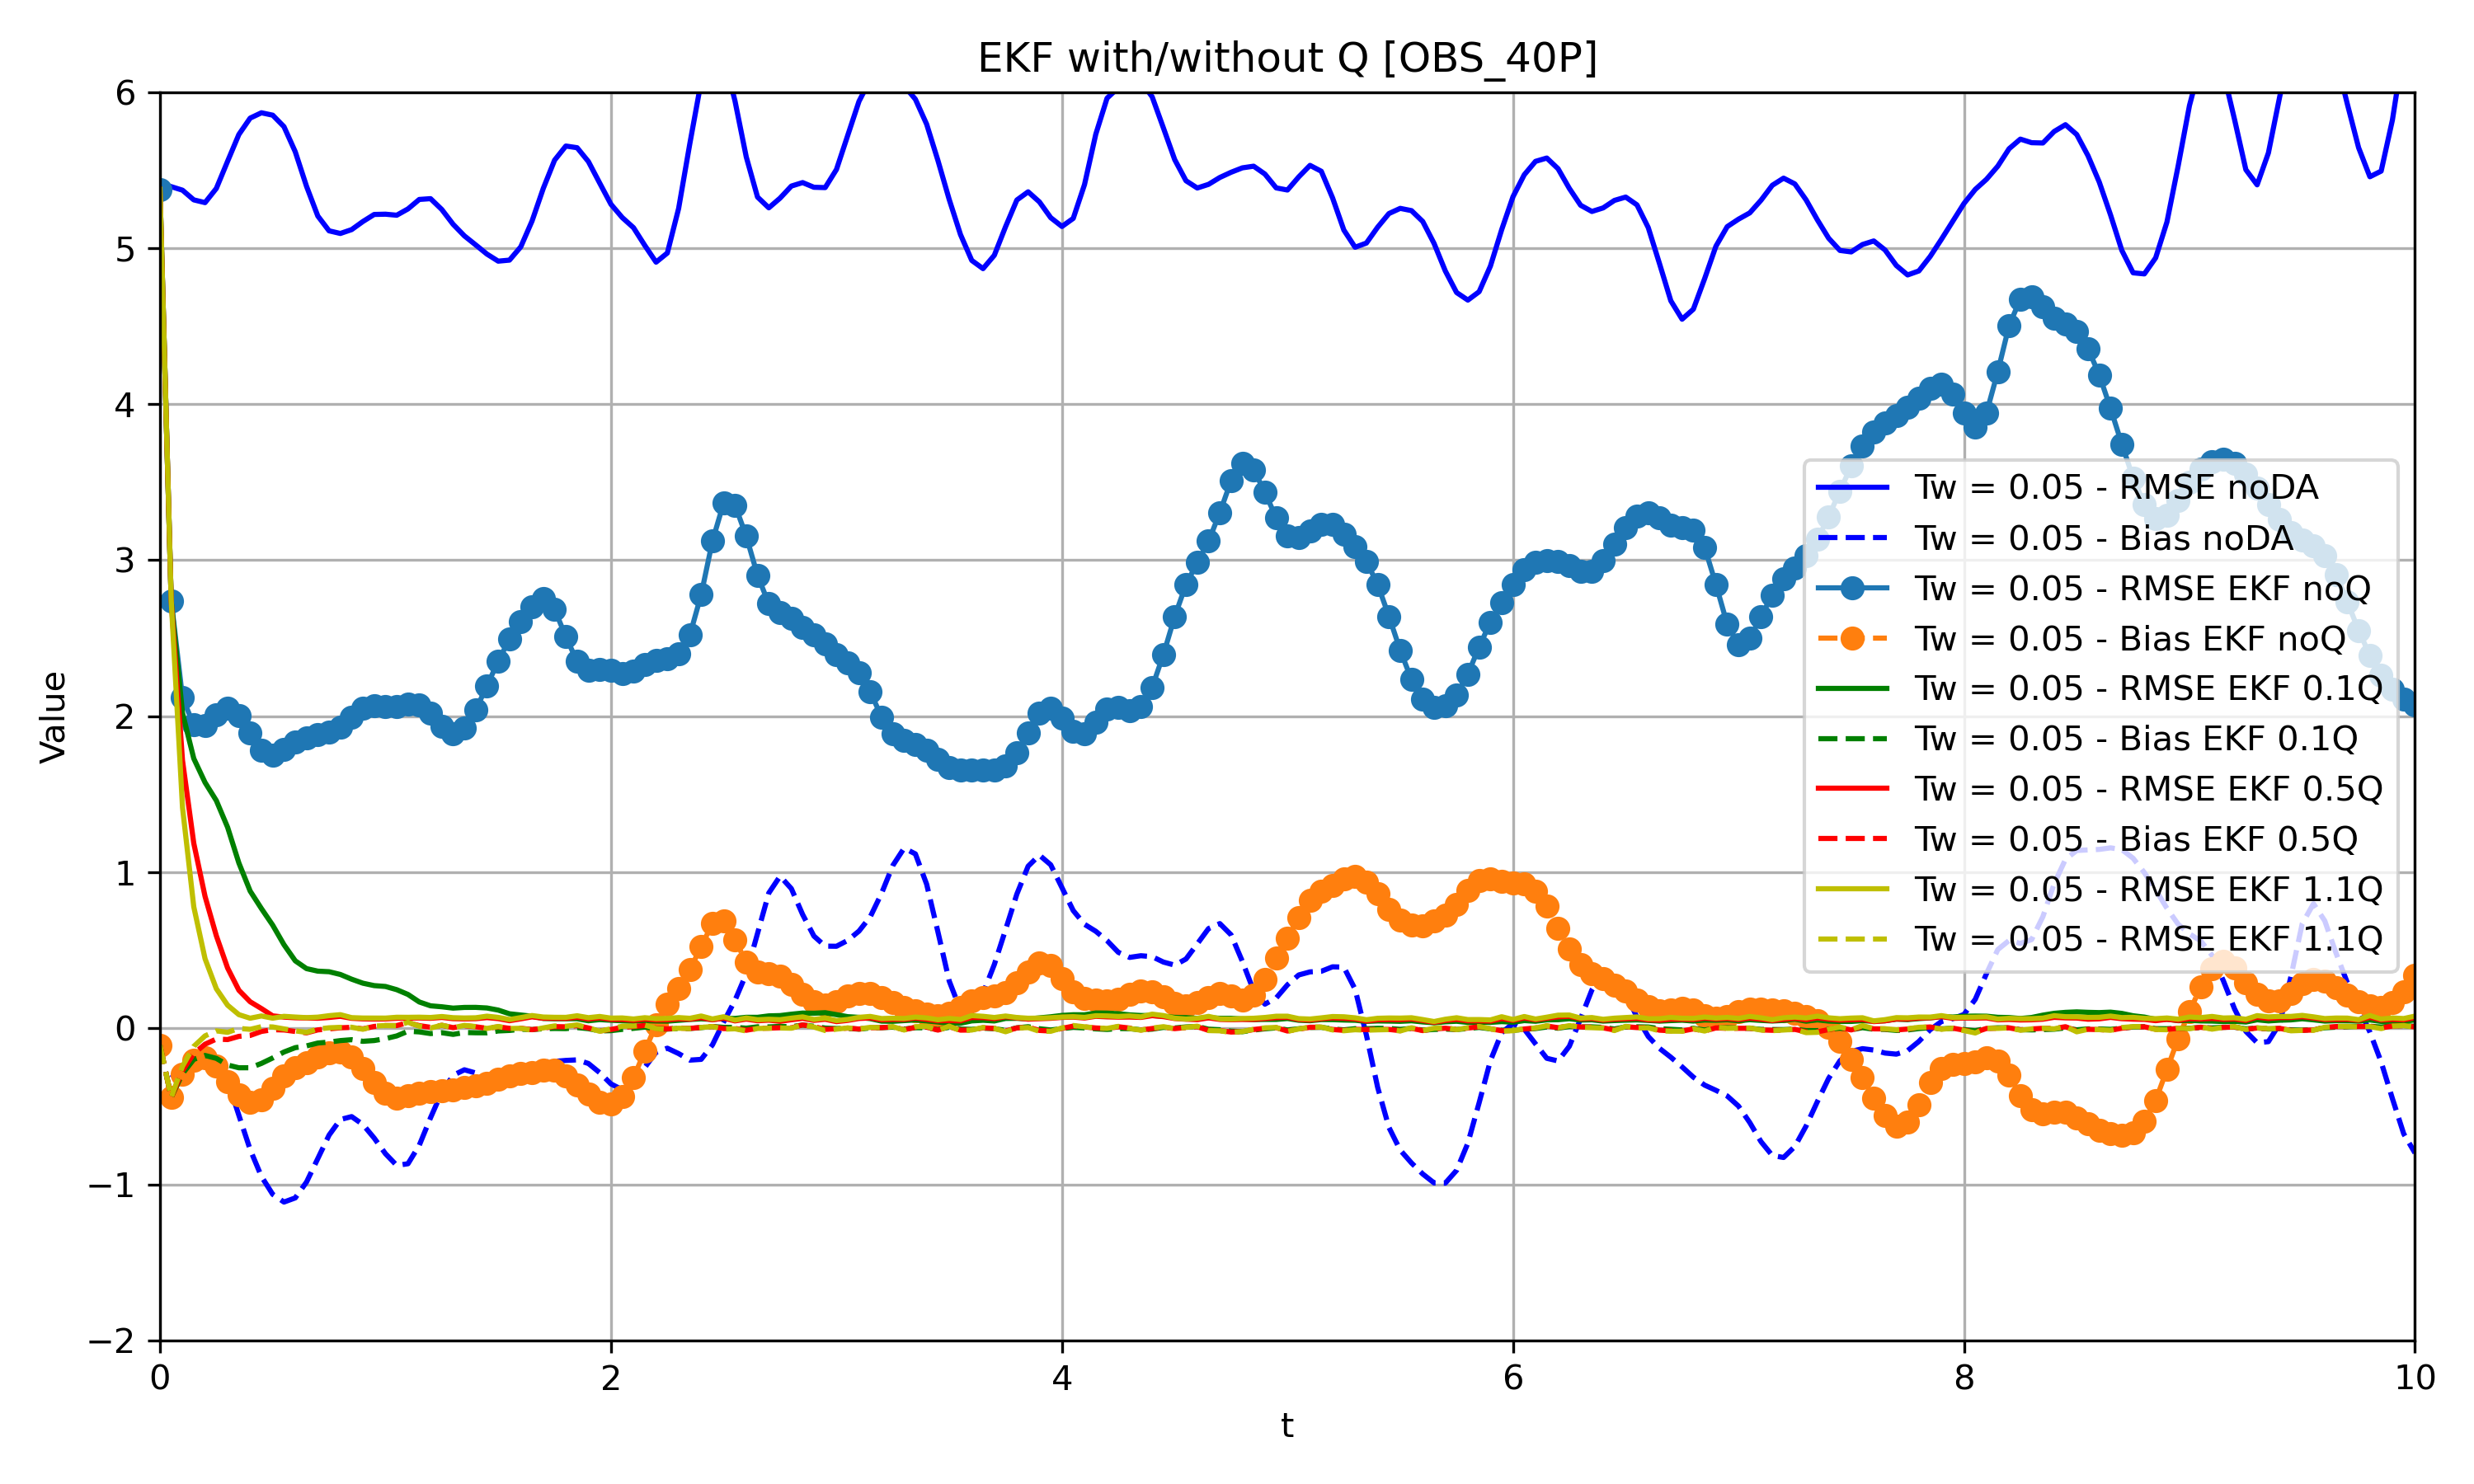 EKF with/without Q [OBS_40P]
6
5
4
3
2
1
0
−1
−2
Value
Tw = 0.05 - RMSE noDA
Tw = 0.05 - Bias noDA
Tw = 0.05 - RMSE EKF noQ
Tw = 0.05 - Bias EKF noQ
Tw = 0.05 - RMSE EKF 0.1Q
Tw = 0.05 - Bias EKF 0.1Q
Tw = 0.05 - RMSE EKF 0.5Q
Tw = 0.05 - Bias EKF 0.5Q
Tw = 0.05 - RMSE EKF 1.1Q
Tw = 0.05 - RMSE EKF 1.1Q
0 2 4 6 8 10
t